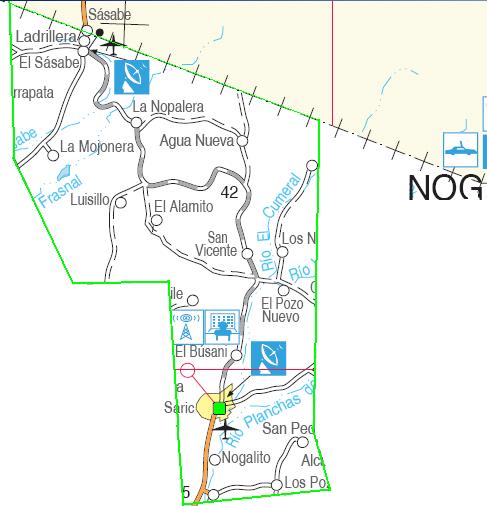 Sásabe
Ladrillera
El Sásabe
rrapata
La Nopalera
abe
La Mojonera
Agua Nueva
Frasnal
Luisillo
42
El Alamito
NOG
San
Vicente
Río EL Cumeral
Los N
Río
El Pozo
Nuevo
ile
El Busani
a
Sáric
Río Planchas de
San Ped
Nogalito
Alc
Los Po
5